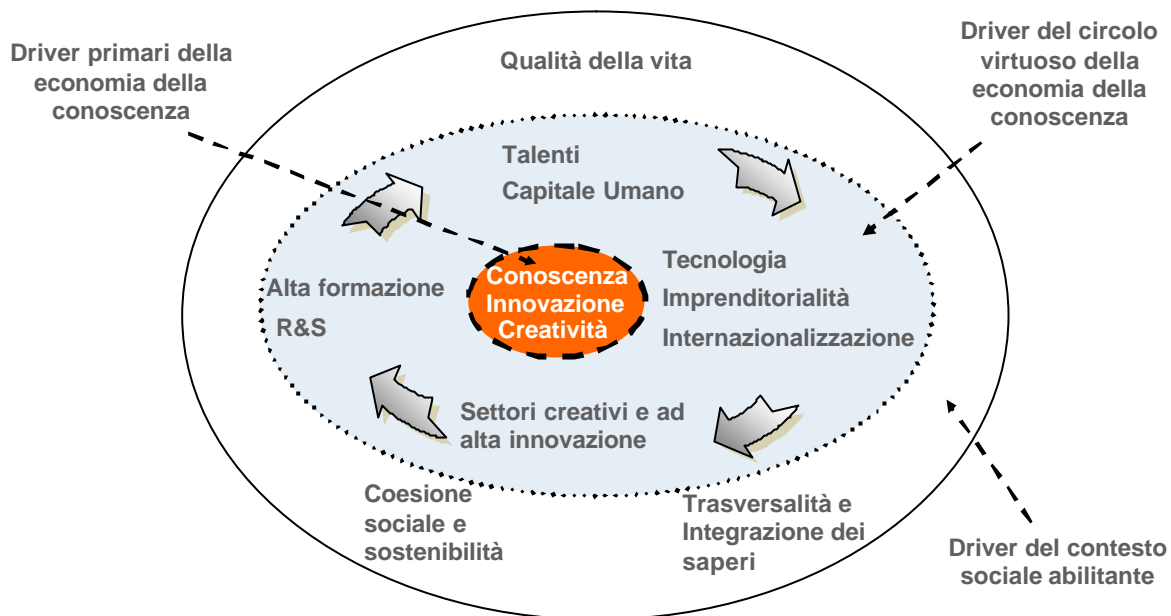 Driver primari della
economia della
conoscenza
Qualità della vita
Driver del circolo
virtuoso della
economia della
conoscenza
Talenti
Capitale Umano
Conoscenza
Innovazione
Creatività
Tecnologia
Imprenditorialità
Internazionalizzazione
Alta formazione
R&S
Settori creativi e ad
alta innovazione
Coesione
sociale e
sostenibilità
Trasversalità e
Integrazione dei
saperi
Driver del contesto
sociale abilitante